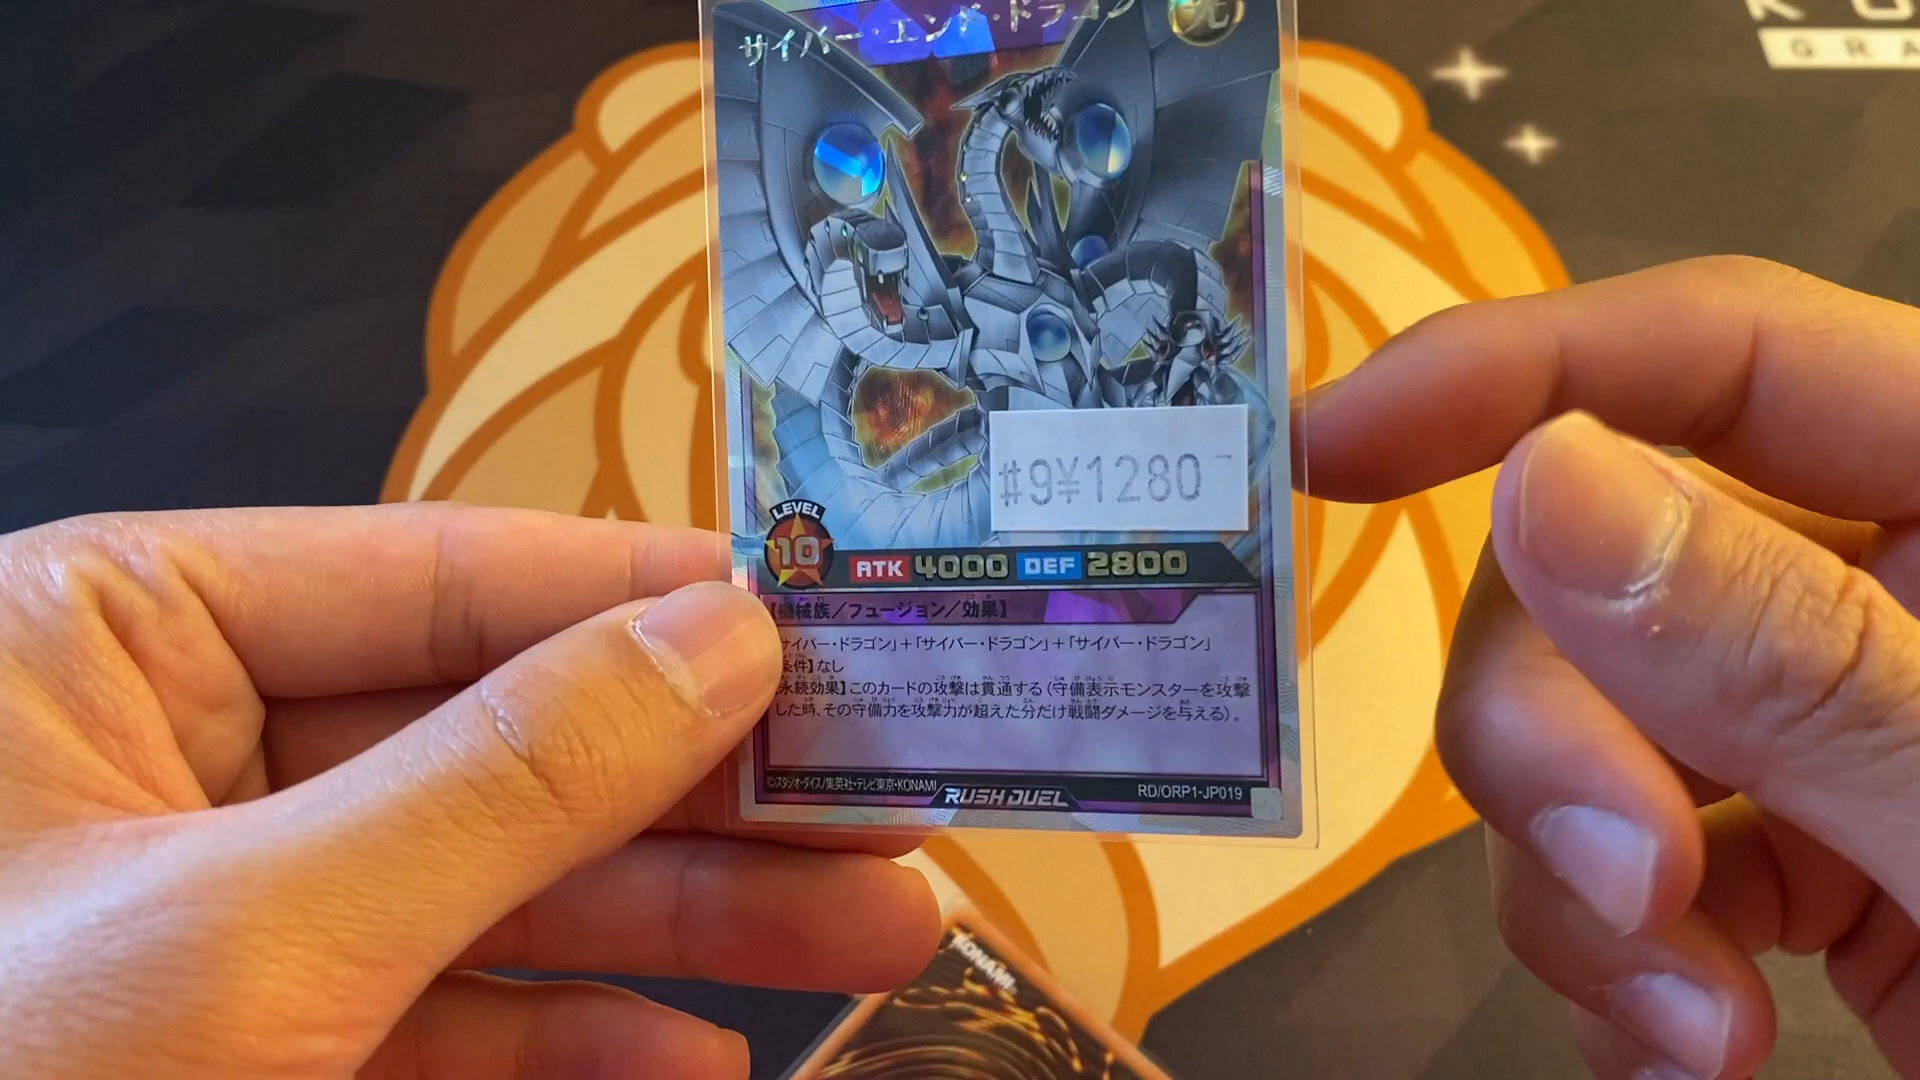 サイバー・エンド・ドラゴン
光
GRA
#9¥1280-
LEVEL
10
ATK 4000 DEF 2800
【機械族／フュージョン／効果】
サイバー・ドラゴン」＋「サイバー・ドラゴン」＋「サイバー・ドラゴン」
条件】なし
永続効果】このカードの攻撃は貫通する（守備表示モンスターを攻撃
した時、その守備力を攻撃力が超えた分だけ戦闘ダメージを与える）。
©スタジオ・ダイス/集英社・テレビ東京・KONAMI
RUSH DUEL
RD/ORP1-JP019
KONAMI